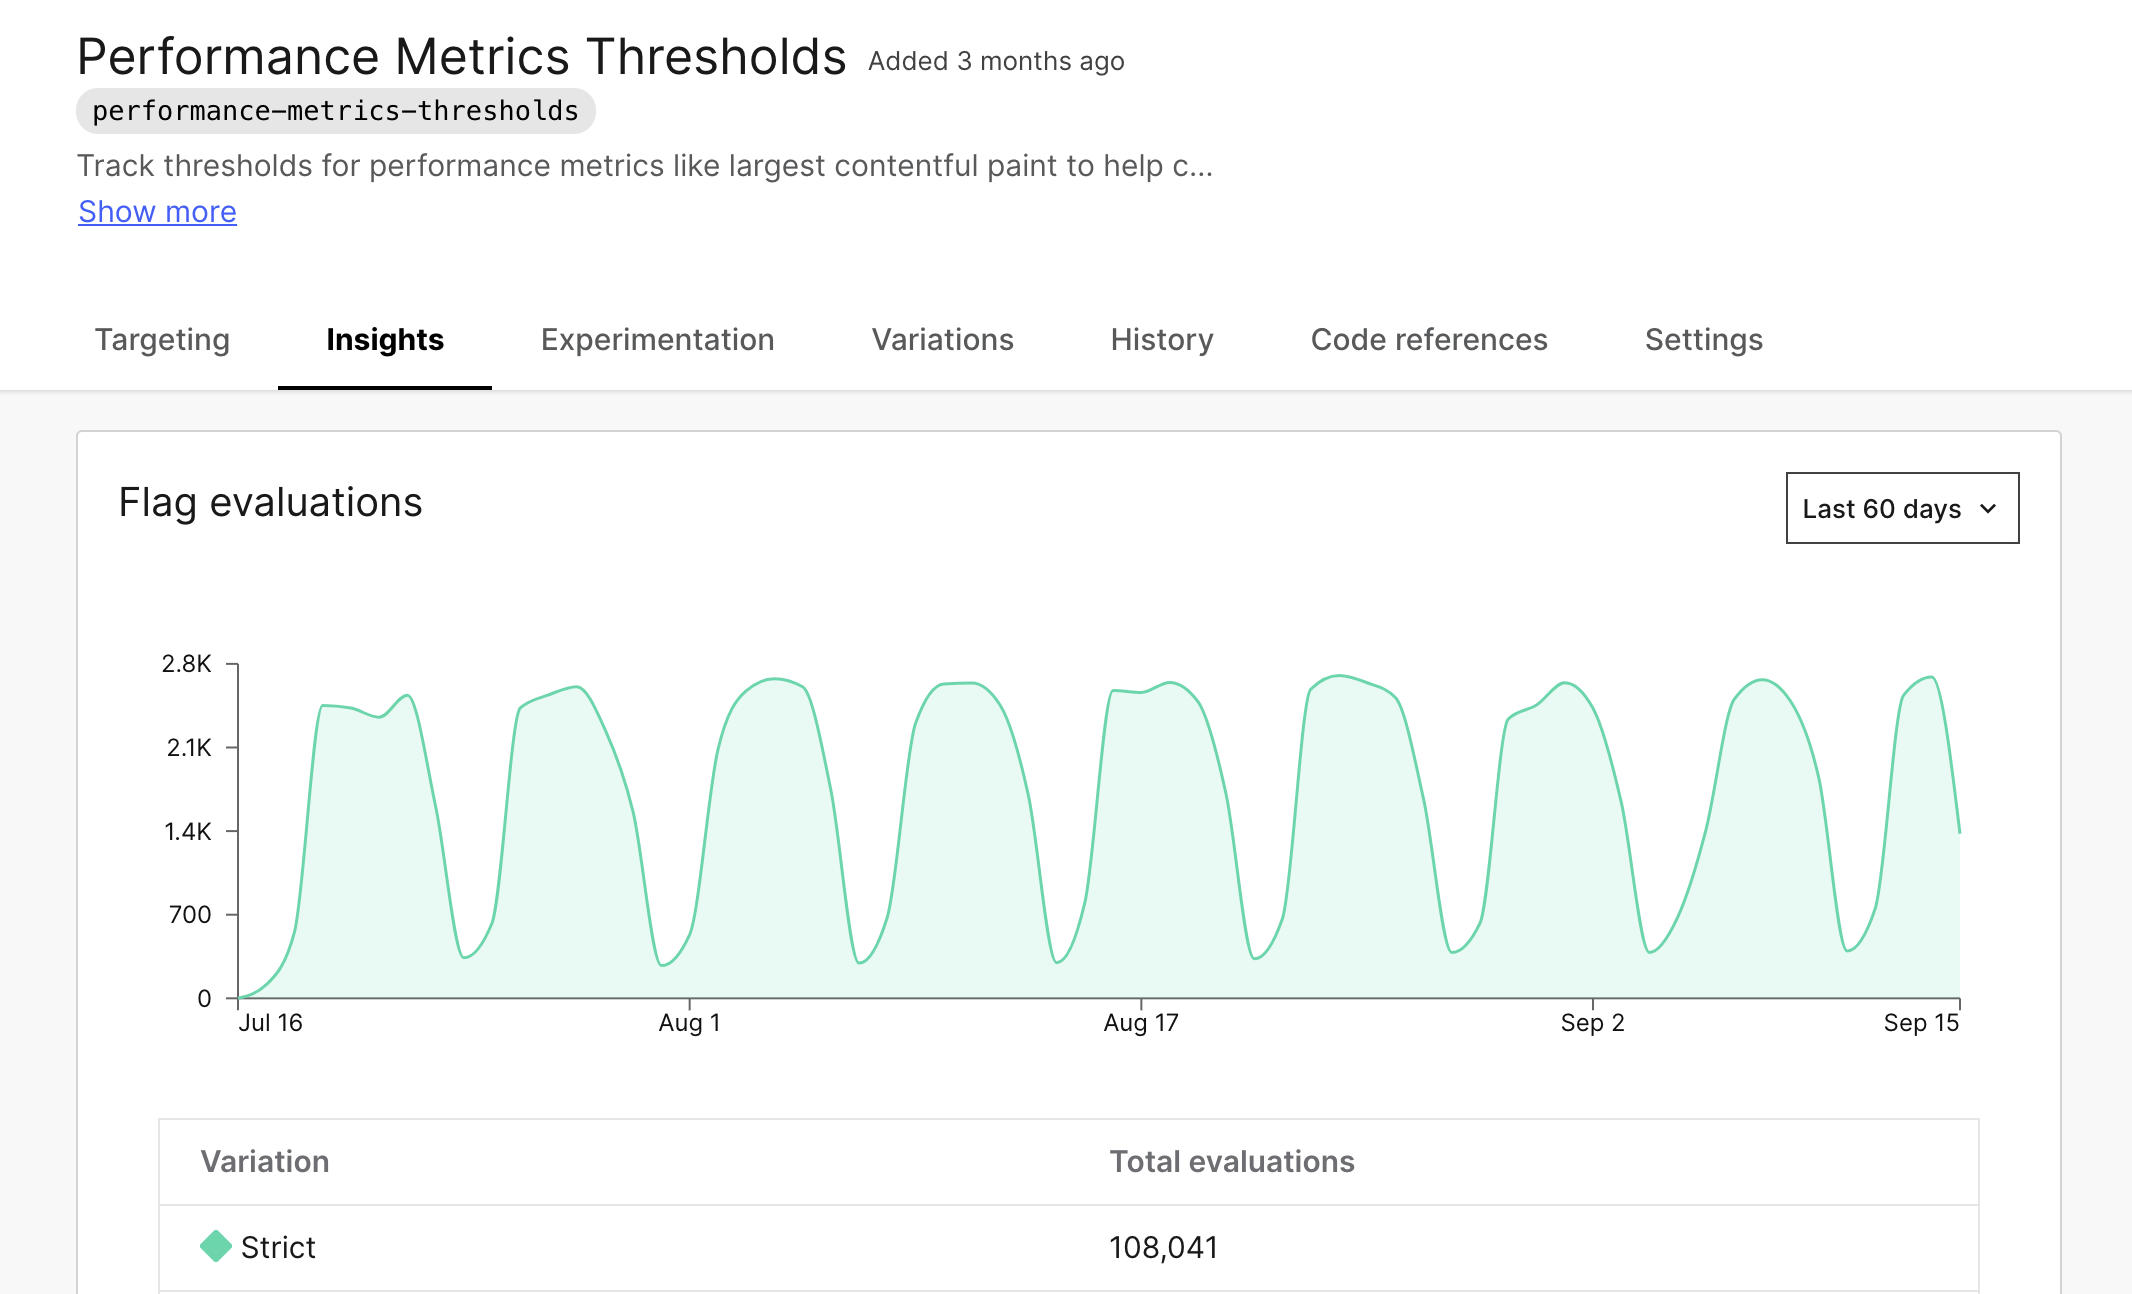 Performance Metrics Thresholds Added 3 months ago
performance-metrics-thresholds
Track thresholds for performance metrics like largest contentful paint to help c...
Show more
Targeting Insights Experimentation Variations History Code references Settings
Flag evaluations Last 60 days
2.8K
2.1K
1.4K
700
0
Jul 16 Aug 1 Aug 17 Sep 2 Sep 15
Variation Total evaluations
Strict 108,041